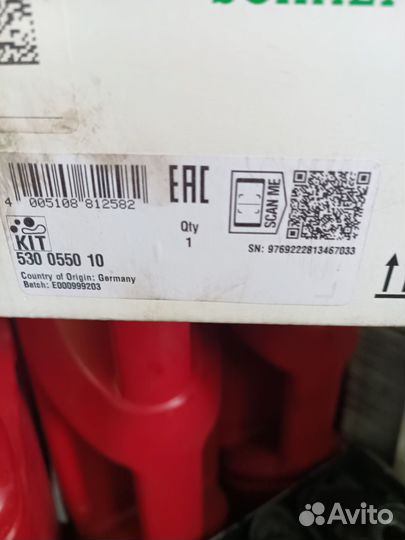 4 005108 812582
EAC
SCAN ME
Qty
1
SN: 9769222813467033
KIT
530 0550 10
Country of Origin: Germany
Batch: E000999203
Avito